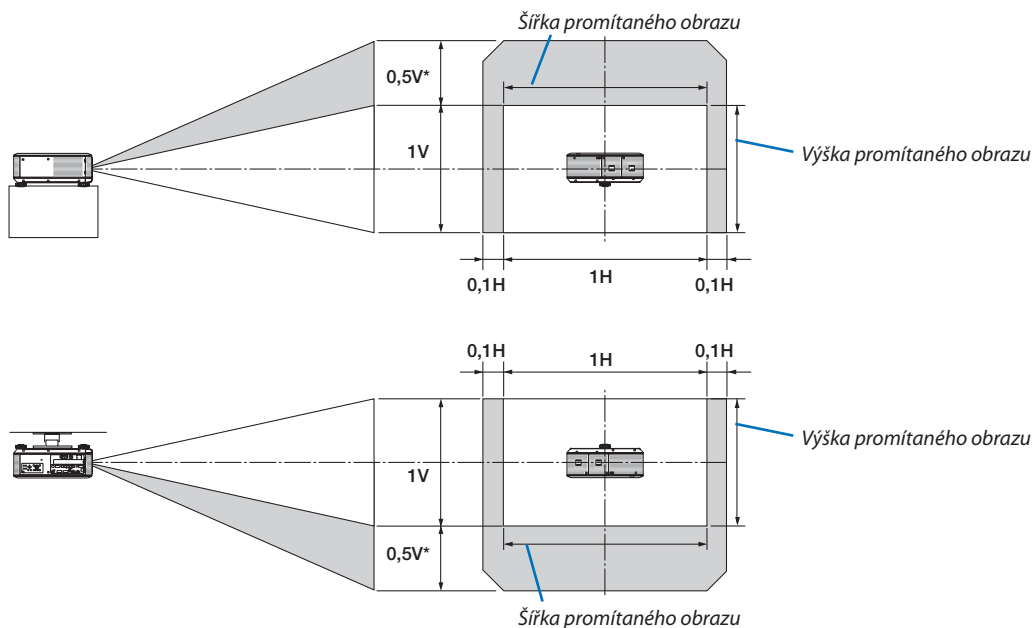 Šířka promítaného obrazu
0,5V*
1V
Výška promítaného obrazu
0,1H
1H
0,1H
0,1H
1H
0,1H
Výška promítaného obrazu
1V
0,5V*
Šířka promítaného obrazu